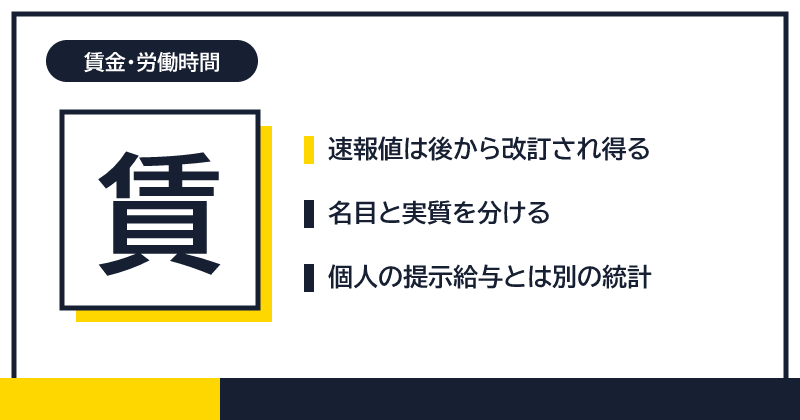 賃金・労働時間
賃
速報値は後から改訂され得る
名目と実質を分ける
個人の提示給与とは別の統計